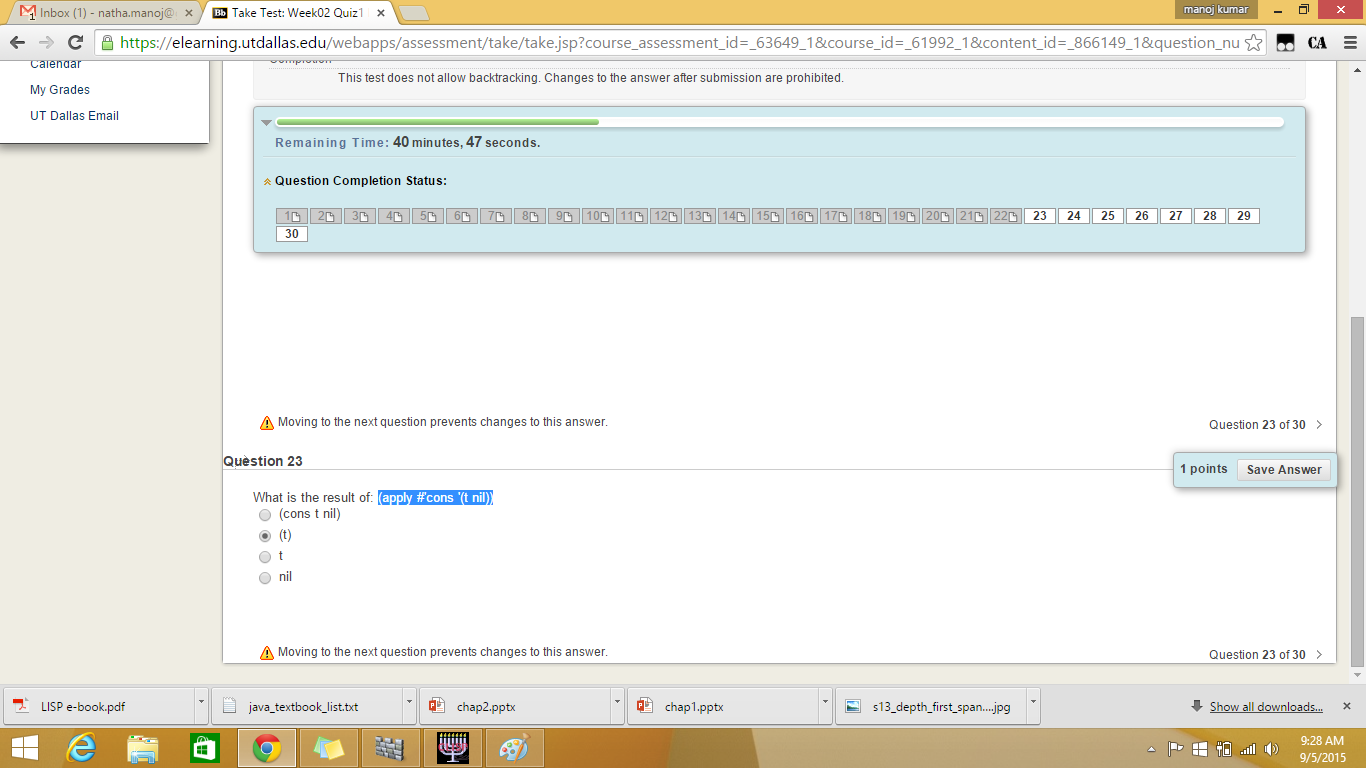 Inbox (1) - natha.manoj@
Take Test: Week02 Quiz1
manoj kumar
https://elearning.utdallas.edu/webapps/assessment/take/take.jsp?course_assessment_id=_63649_1&course_id=_61992_1&content_id=_866149_1&question_nu
CA
Calendar
My Grades
UT Dallas Email
Completion
This test does not allow backtracking. Changes to the answer after submission are prohibited.
Remaining Time: 40 minutes, 47 seconds.
Question Completion Status:
1 2 3 4 5 6 7 8 9 10 11 12 13 14 15 16 17 18 19 20 21 22 23 24 25 26 27 28 29
30
Moving to the next question prevents changes to this answer.
Question 23 of 30
Question 23
1 points
Save Answer
What is the result of: (apply #'cons '(t nil))
(cons t nil)
(t)
t
nil
Moving to the next question prevents changes to this answer.
Question 23 of 30
LISP e-book.pdf
java_textbook_list.txt
chap2.pptx
chap1.pptx
s13_depth_first_span....jpg
Show all downloads...
9:28 AM
9/5/2015